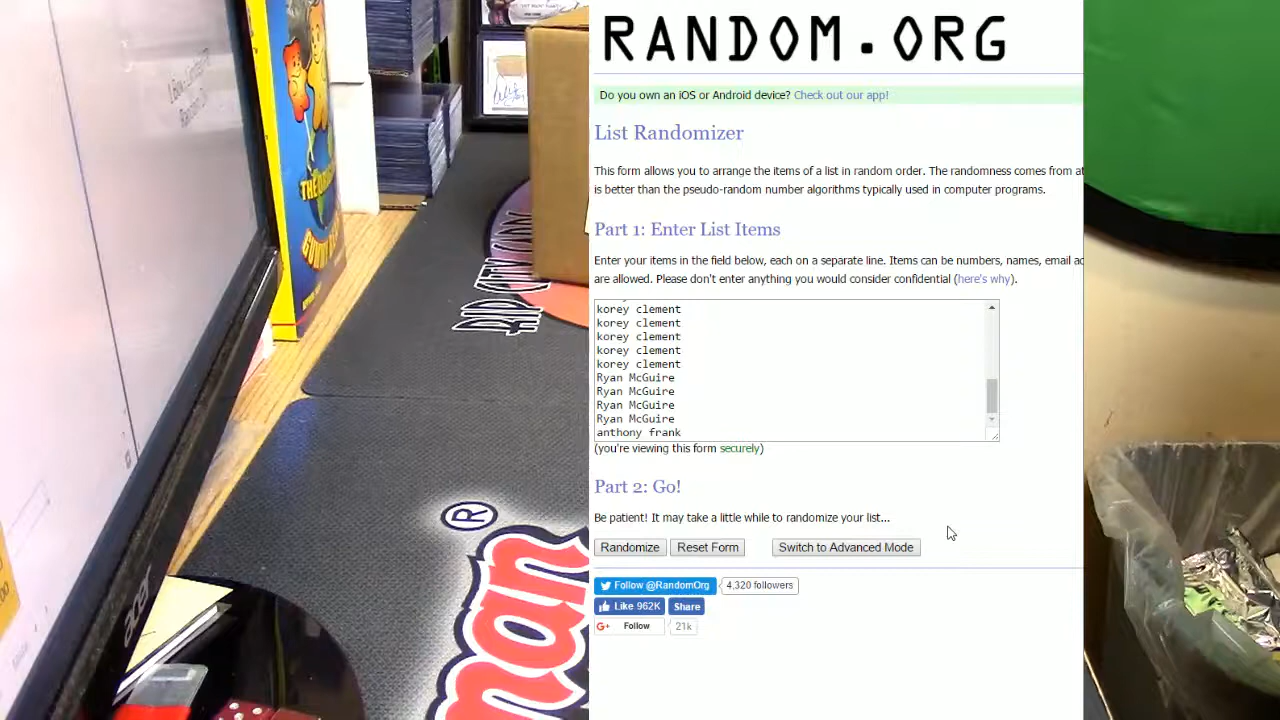 RANDOM.ORG
Do you own an iOS or Android device? Check out our app!
List Randomizer
This form allows you to arrange the items of a list in random order. The randomness comes from at
is better than the pseudo-random number algorithms typically used in computer programs.
Part 1: Enter List Items
Enter your items in the field below, each on a separate line. Items can be numbers, names, email ad
are allowed. Please don't enter anything you would consider confidential (here's why).
korey clement
korey clement
korey clement
korey clement
korey clement
Ryan McGuire
Ryan McGuire
Ryan McGuire
Ryan McGuire
anthony frank
(you're viewing this form securely)
Part 2: Go!
Be patient! It may take a little while to randomize your list...
Randomize Reset Form Switch to Advanced Mode
Follow @RandomOrg 4,320 followers
Like 962K Share
G+ Follow 21k
RIP CITY
man
®
acer